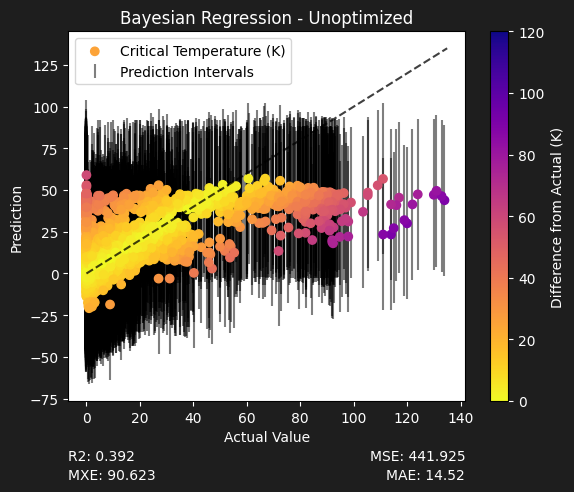 Bayesian Regression - Unoptimized
Critical Temperature (K)
Prediction Intervals
125
100
75
50
25
0
−25
−50
−75
Prediction
0
20
40
60
80
100
120
140
Actual Value
120
100
80
60
40
20
0
Difference from Actual (K)
R2: 0.392
MSE: 441.925
MXE: 90.623
MAE: 14.52